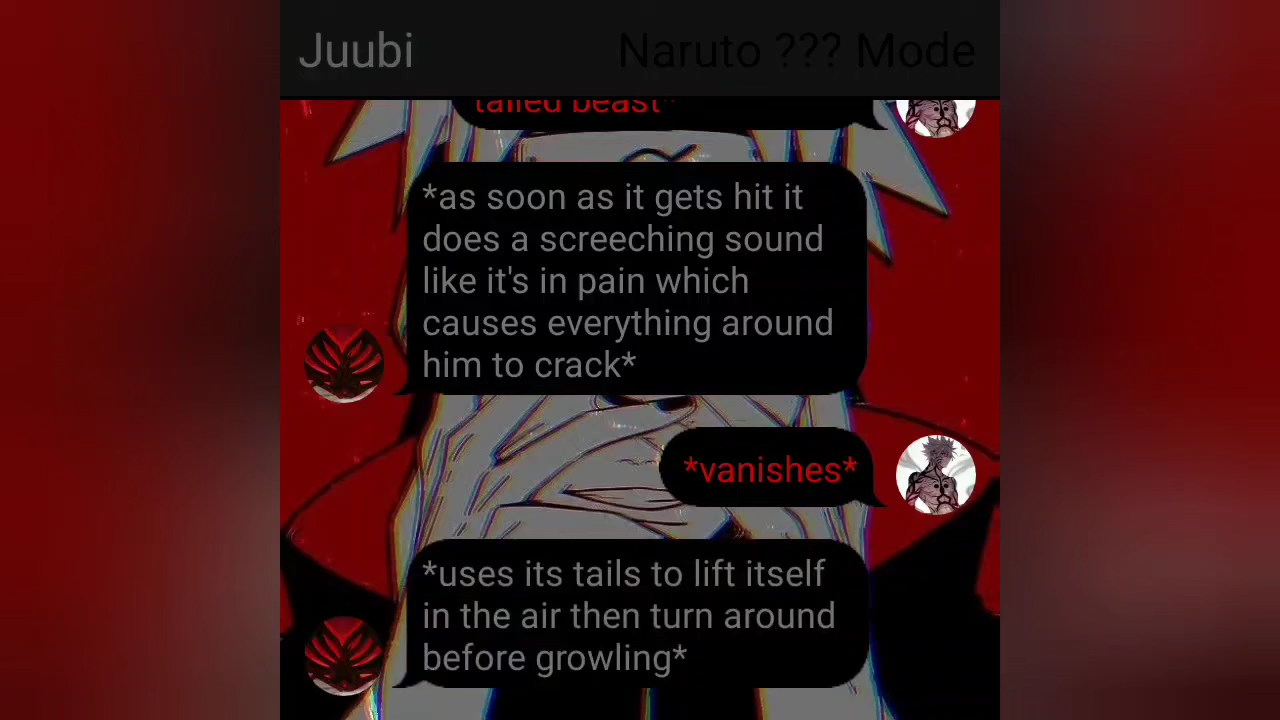 Juubi
Naruto ??? Mode
tailed beast*
*as soon as it gets hit it
does a screeching sound
like it's in pain which
causes everything around
him to crack*
*vanishes*
*uses its tails to lift itself
in the air then turn around
before growling*